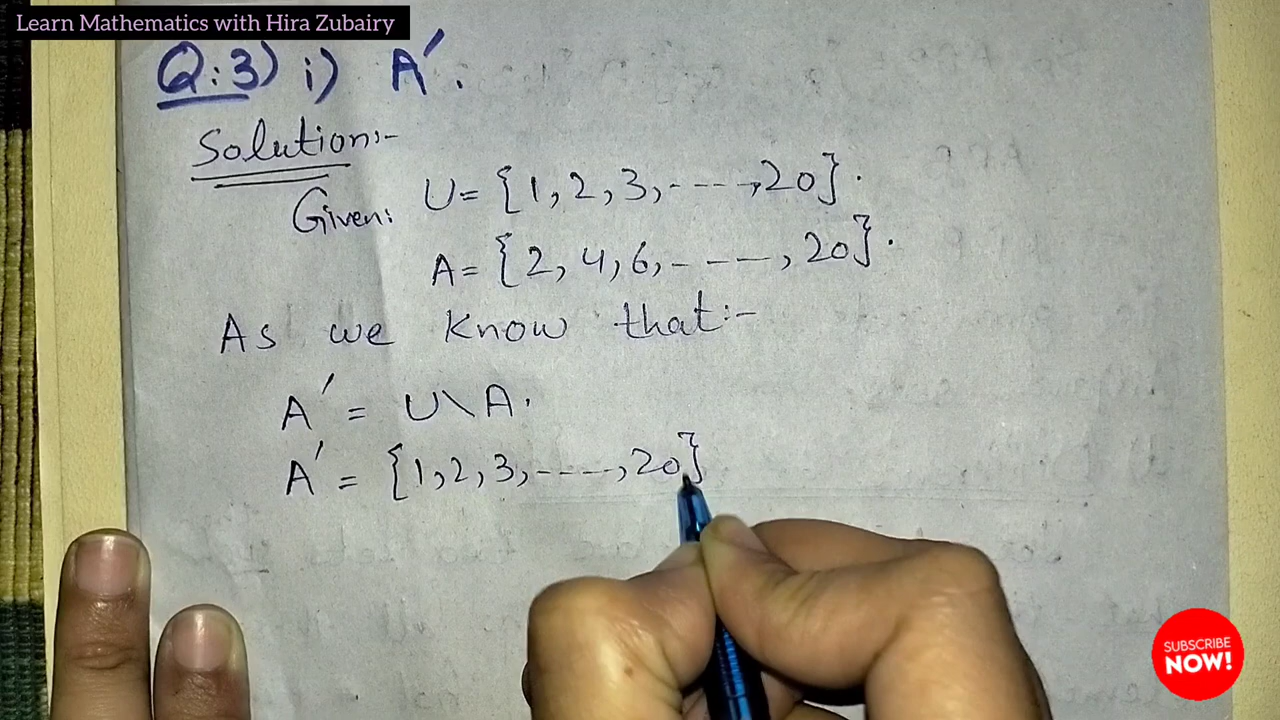 Learn Mathematics with Hira Zubairy
Q:3) i) A′.
Solution:-
Given: U= {1, 2, 3, ----, 20}.
A= {2, 4, 6, -----, 20}.
As we know that:-
A′ = U\A.
A′ = {1, 2, 3, -----, 20}
SUBSCRIBE
NOW!